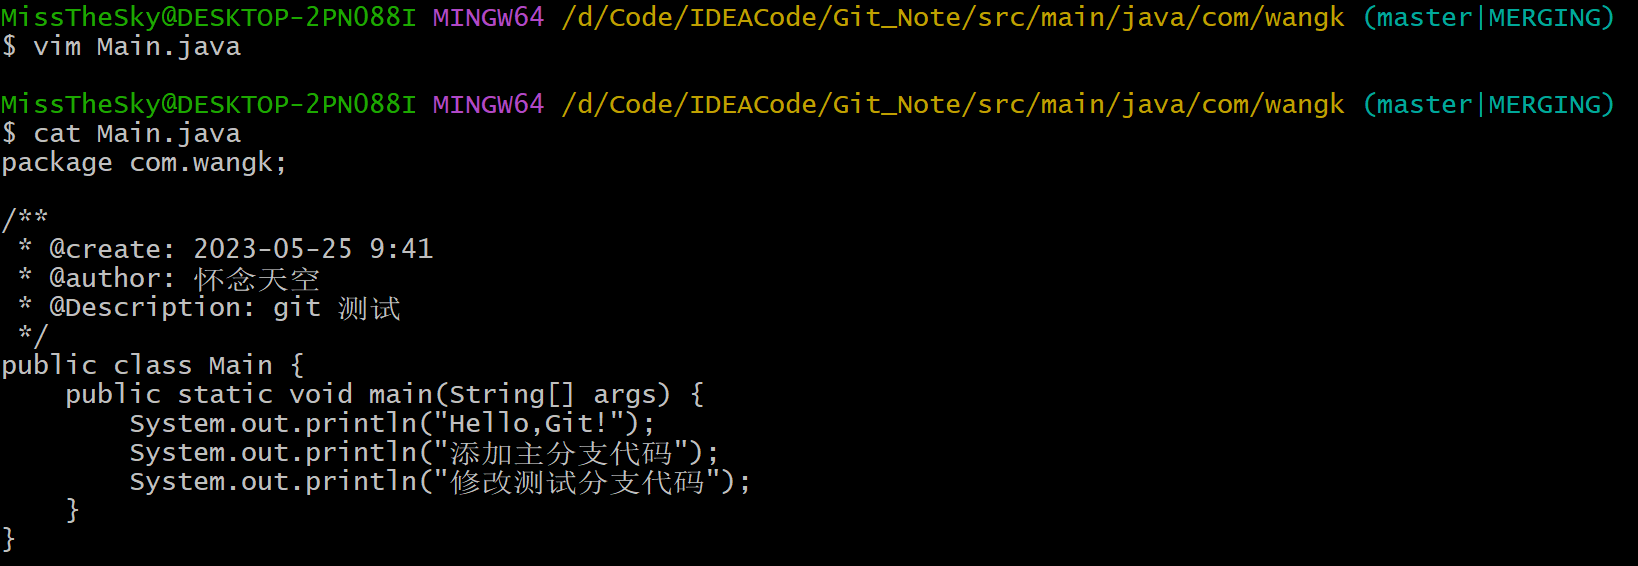 MissTheSky@DESKTOP-2PNO88I MINGW64 /d/Code/IDEACode/Git_Note/src/main/java/com/wangk (master|MERGING)
$ vim Main.java
MissTheSky@DESKTOP-2PNO88I MINGW64 /d/Code/IDEACode/Git_Note/src/main/java/com/wangk (master|MERGING)
$ cat Main.java
package com.wangk;
/**
 * @create: 2023-05-25 9:41
 * @author: 怀念天空
 * @Description: git 测试
 */
public class Main {
    public static void main(String[] args) {
        System.out.println("Hello,Git!");
        System.out.println("添加主分支代码");
        System.out.println("修改测试分支代码");
    }
}